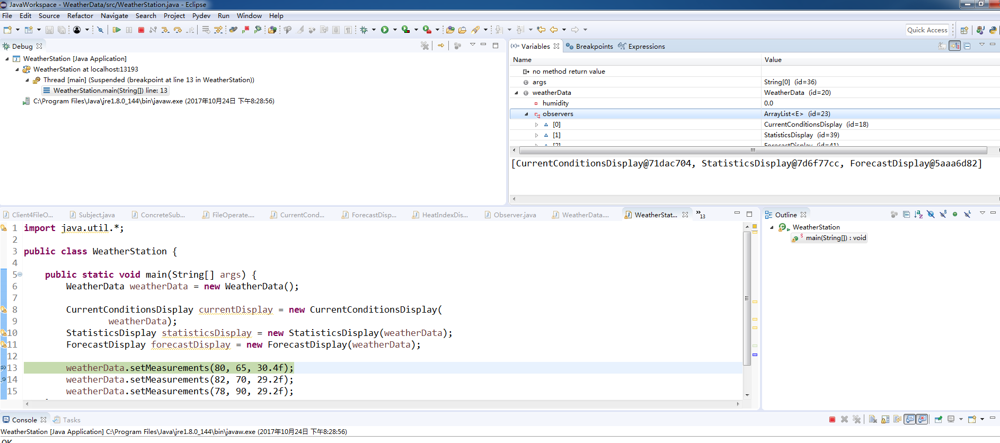 JavaWorkspace - WeatherData/src/WeatherStation.java - Eclipse
File Edit Source Refactor Navigate Search Project Pydev Run Window Help
Quick Access
Debug
WeatherStation [Java Application]
WeatherStation at localhost:13193
Thread [main] (Suspended (breakpoint at line 13 in WeatherStation))
WeatherStation.main(String[]) line: 13
C:\Program Files\Java\jre1.8.0_144\bin\javaw.exe (2017年10月24日 下午8:28:56)
(x)= Variables Breakpoints Expressions
Name Value
no method return value
args String[0] (id=36)
weatherData WeatherData (id=20)
humidity 0.0
observers ArrayList<E> (id=23)
[0] CurrentConditionsDisplay (id=18)
[1] StatisticsDisplay (id=39)
[2] ForecastDisplay (id=41)
[CurrentConditionsDisplay@71dac704, StatisticsDisplay@7d6f77cc, ForecastDisplay@5aaa6d82]
Client4FileO... Subject.java ConcreteSub... FileOperate.... CurrentCond... ForecastDisp... HeatIndexDis... Observer.java WeatherData.... WeatherStat... »13
1 import java.util.*;
2
3 public class WeatherStation {
4
5 public static void main(String[] args) {
6 WeatherData weatherData = new WeatherData();
7
8 CurrentConditionsDisplay currentDisplay = new CurrentConditionsDisplay(
9 weatherData);
10 StatisticsDisplay statisticsDisplay = new StatisticsDisplay(weatherData);
11 ForecastDisplay forecastDisplay = new ForecastDisplay(weatherData);
12
13 weatherData.setMeasurements(80, 65, 30.4f);
14 weatherData.setMeasurements(82, 70, 29.2f);
15 weatherData.setMeasurements(78, 90, 29.2f);
Outline
WeatherStation
main(String[]) : void
Console Tasks
WeatherStation [Java Application] C:\Program Files\Java\jre1.8.0_144\bin\javaw.exe (2017年10月24日 下午8:28:56)
OK